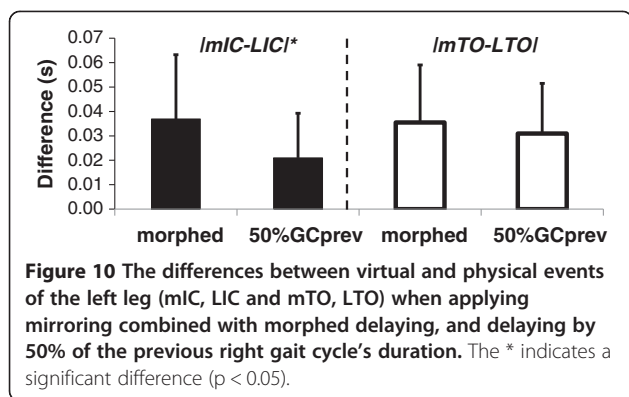 0.07
0.06
0.05
0.04
0.03
0.02
0.01
0.00
Difference (s)
|mIC-LIC|*
|mTO-LTO|
morphed 50%GCprev morphed 50%GCprev
Figure 10 The differences between virtual and physical events
of the left leg (mIC, LIC and mTO, LTO) when applying
mirroring combined with morphed delaying, and delaying by
50% of the previous right gait cycle's duration. The * indicates a
significant difference (p < 0.05).